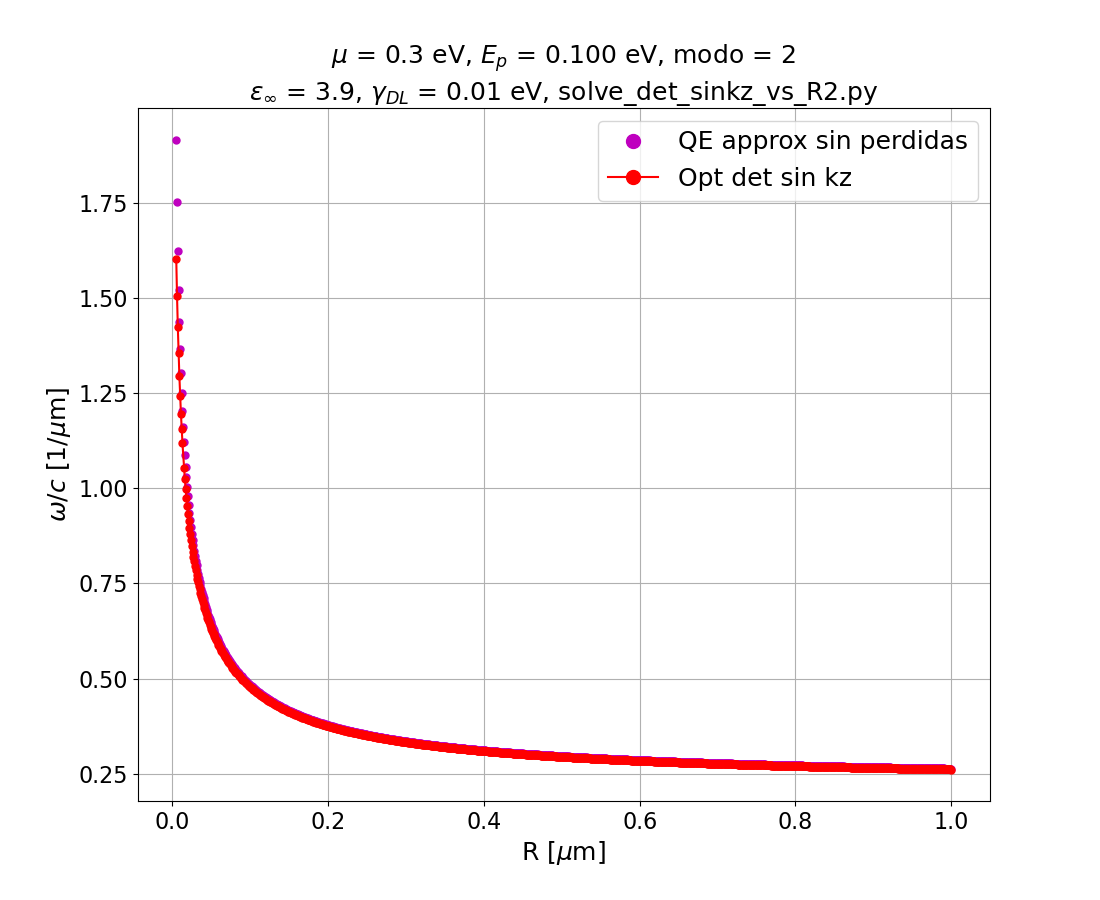 μ = 0.3 eV, E_p = 0.100 eV, modo = 2
ε_∞ = 3.9, γ_DL = 0.01 eV, solve_det_sinkz_vs_R2.py
QE approx sin perdidas
Opt det sin kz
ω/c [1/μm]
1.75
1.50
1.25
1.00
0.75
0.50
0.25
0.0 0.2 0.4 0.6 0.8 1.0
R [μm]